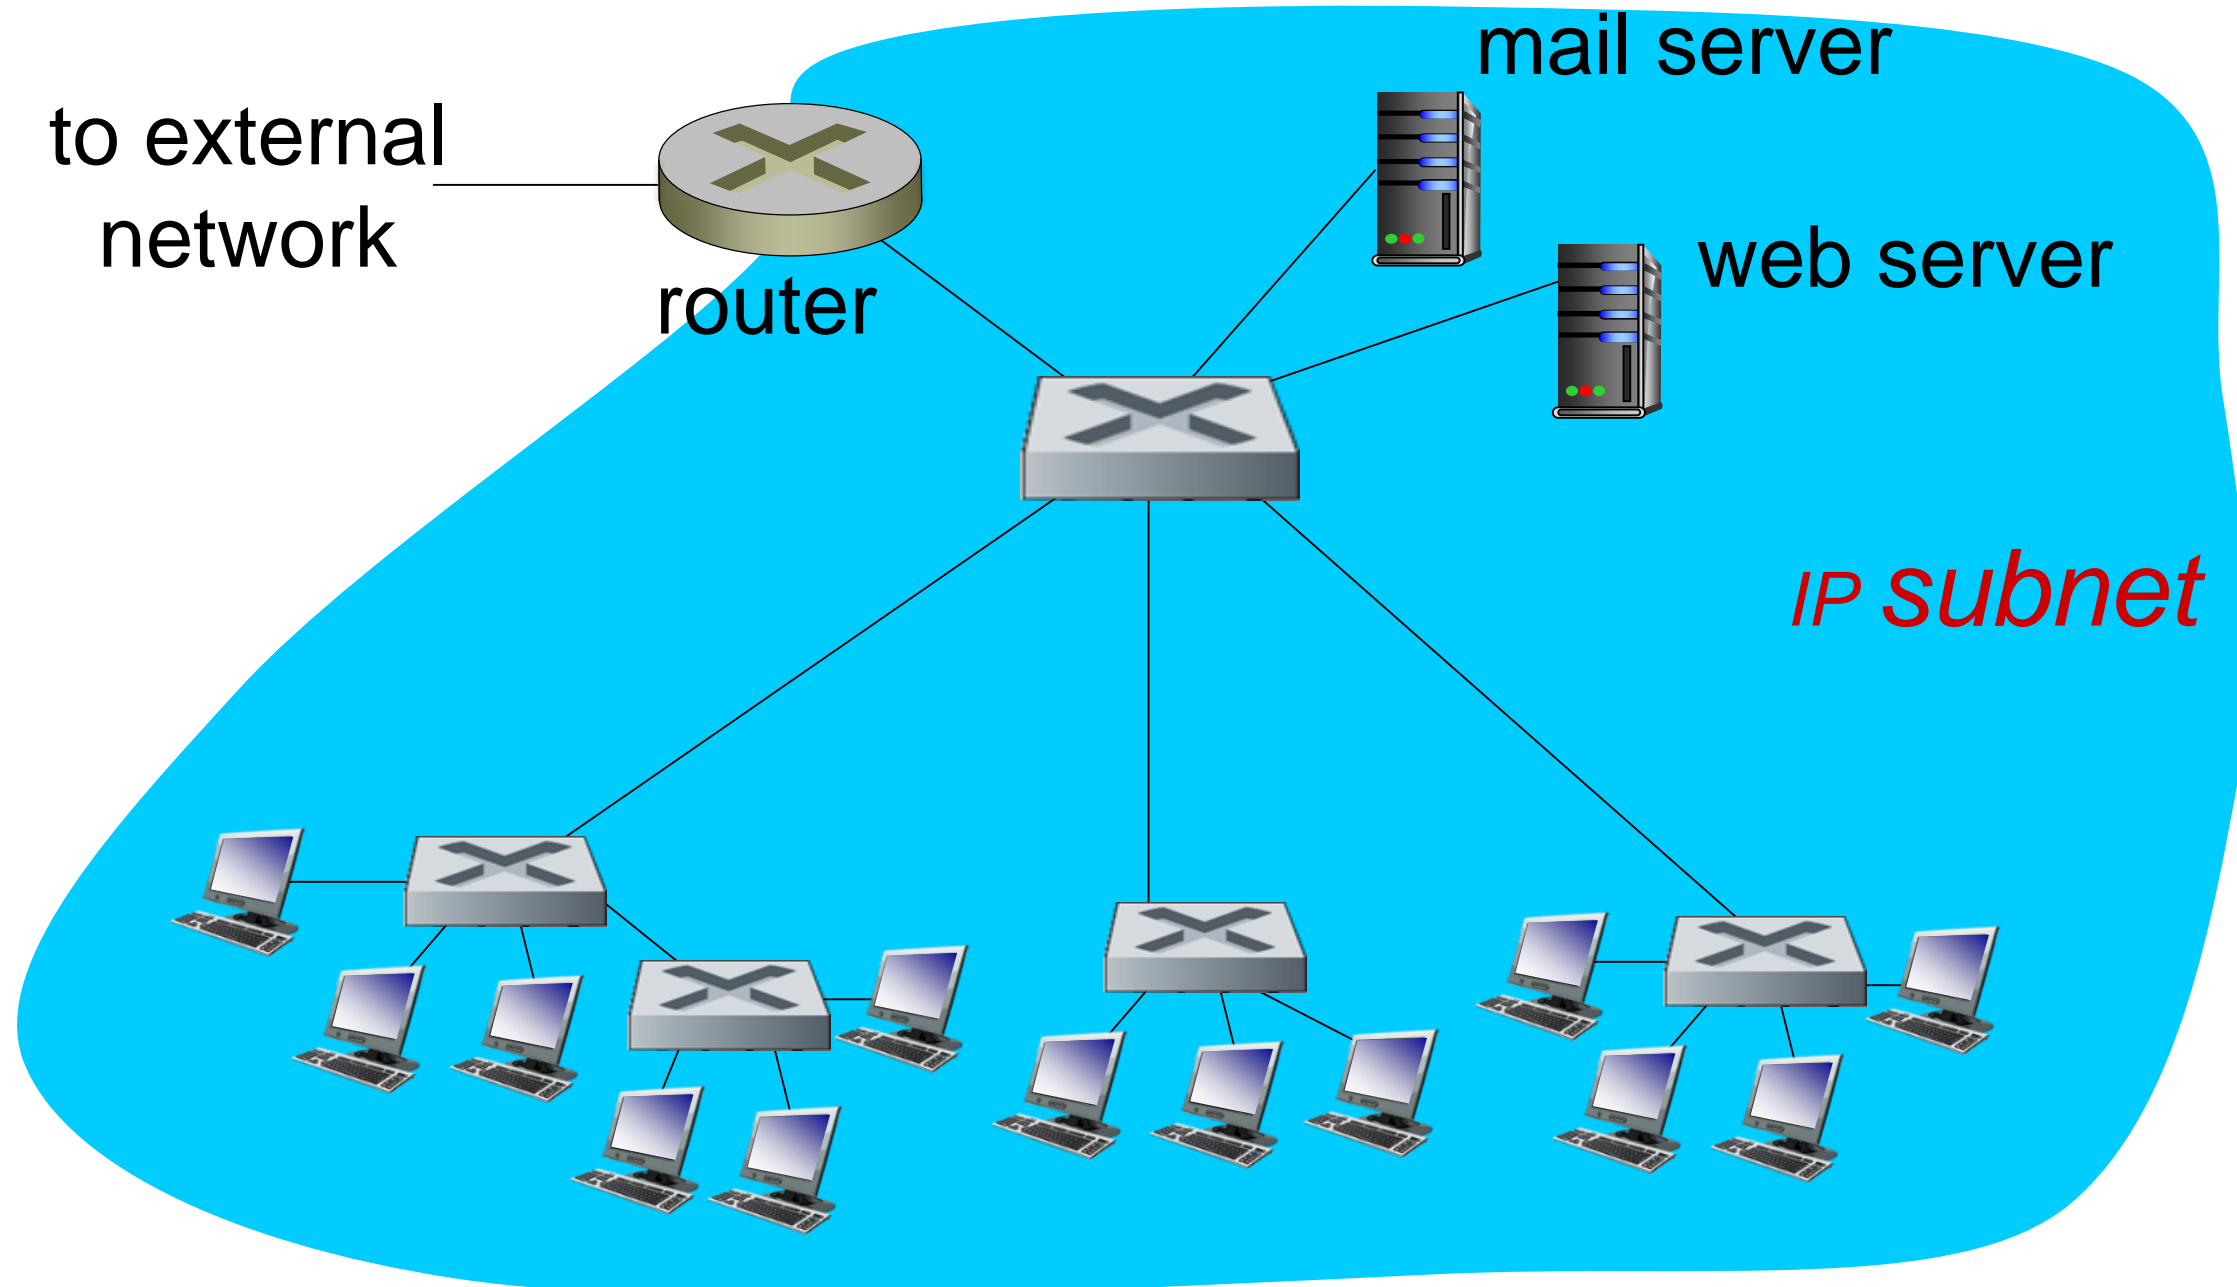 mail server
to external
network
router
web server
IP subnet